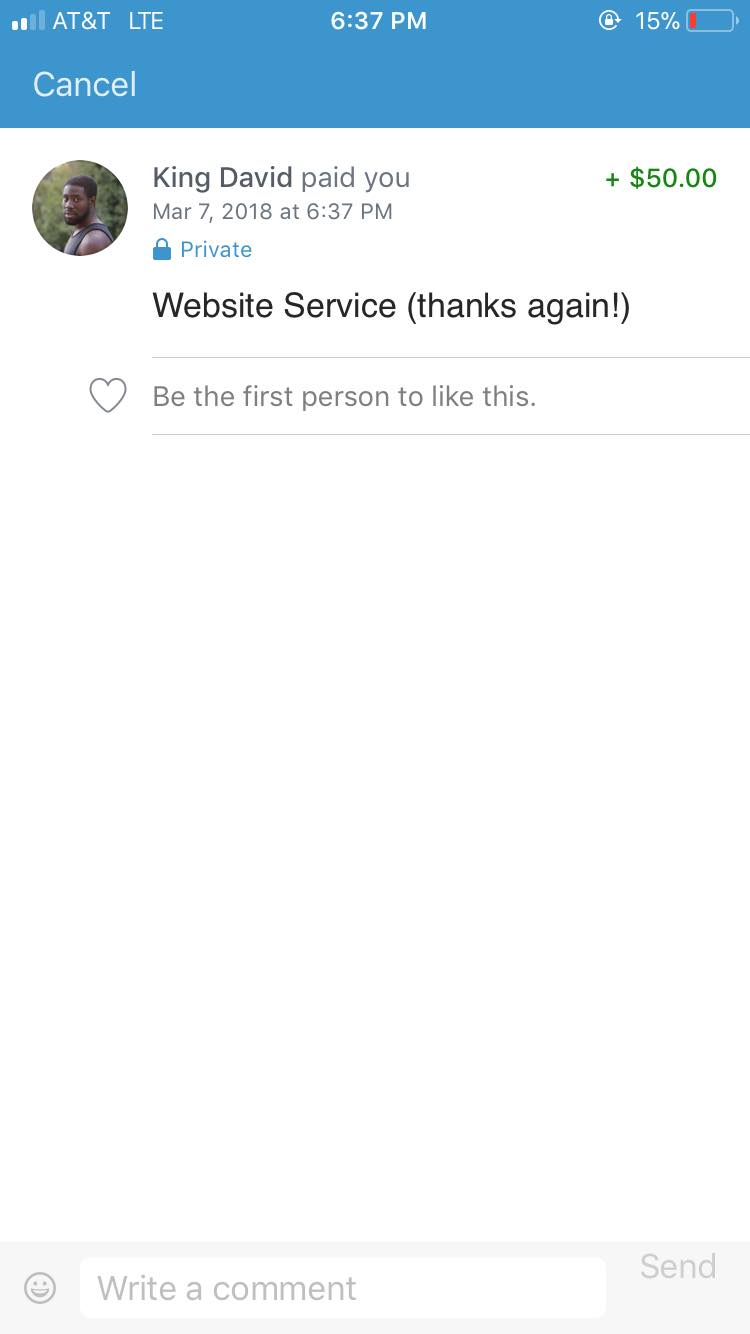 AT&T LTE 6:37 PM 15%
Cancel
King David paid you + $50.00
Mar 7, 2018 at 6:37 PM
Private
Website Service (thanks again!)
Be the first person to like this.
Write a comment Send